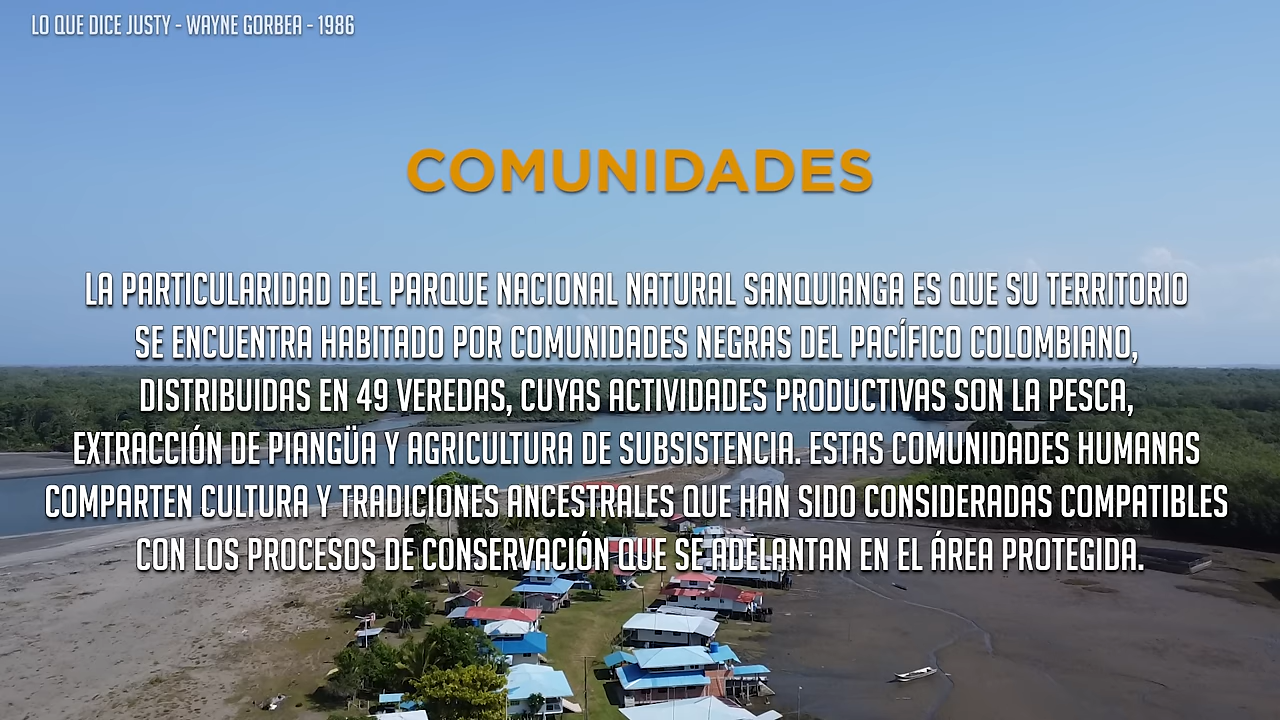 LO QUE DICE JUSTY - WAYNE GORBEA - 1986
COMUNIDADES
LA PARTICULARIDAD DEL PARQUE NACIONAL NATURAL SANQUIANGA ES QUE SU TERRITORIO
SE ENCUENTRA HABITADO POR COMUNIDADES NEGRAS DEL PACÍFICO COLOMBIANO,
DISTRIBUIDAS EN 49 VEREDAS, CUYAS ACTIVIDADES PRODUCTIVAS SON LA PESCA,
EXTRACCIÓN DE PIANGÜA Y AGRICULTURA DE SUBSISTENCIA. ESTAS COMUNIDADES HUMANAS
COMPARTEN CULTURA Y TRADICIONES ANCESTRALES QUE HAN SIDO CONSIDERADAS COMPATIBLES
CON LOS PROCESOS DE CONSERVACIÓN QUE SE ADELANTAN EN EL ÁREA PROTEGIDA.